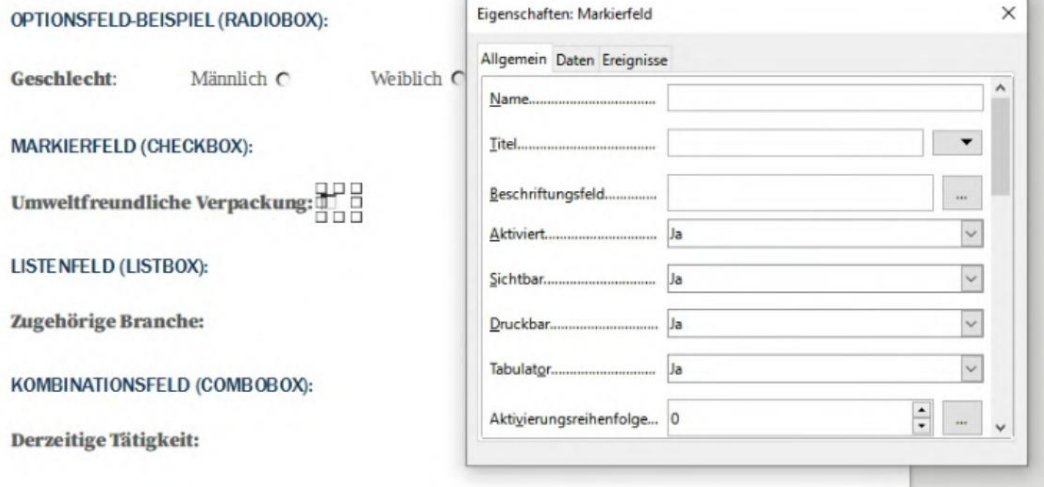 OPTIONSFELD-BEISPIEL (RADIOBOX):
Geschlecht: Männlich Weiblich
MARKIERFELD (CHECKBOX):
Umweltfreundliche Verpackung:
LISTENFELD (LISTBOX):
Zugehörige Branche:
KOMBINATIONSFELD (COMBOBOX):
Derzeitige Tätigkeit:
Eigenschaften: Markierfeld
Allgemein Daten Ereignisse
Name
Titel
Beschriftungsfeld ...
Aktiviert Ja
Sichtbar Ja
Druckbar Ja
Tabulator Ja
Aktivierungsreihenfolge... 0 ...